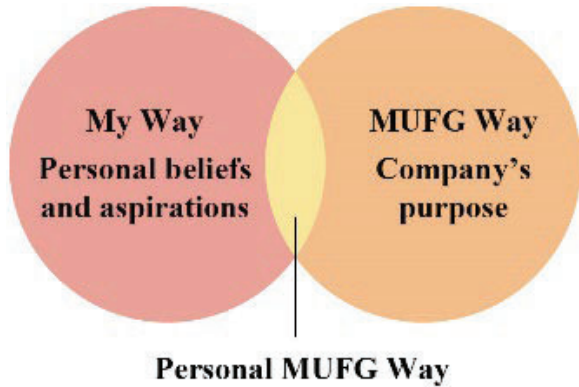 My Way
Personal beliefs
and aspirations
MUFG Way
Company's
purpose
Personal MUFG Way